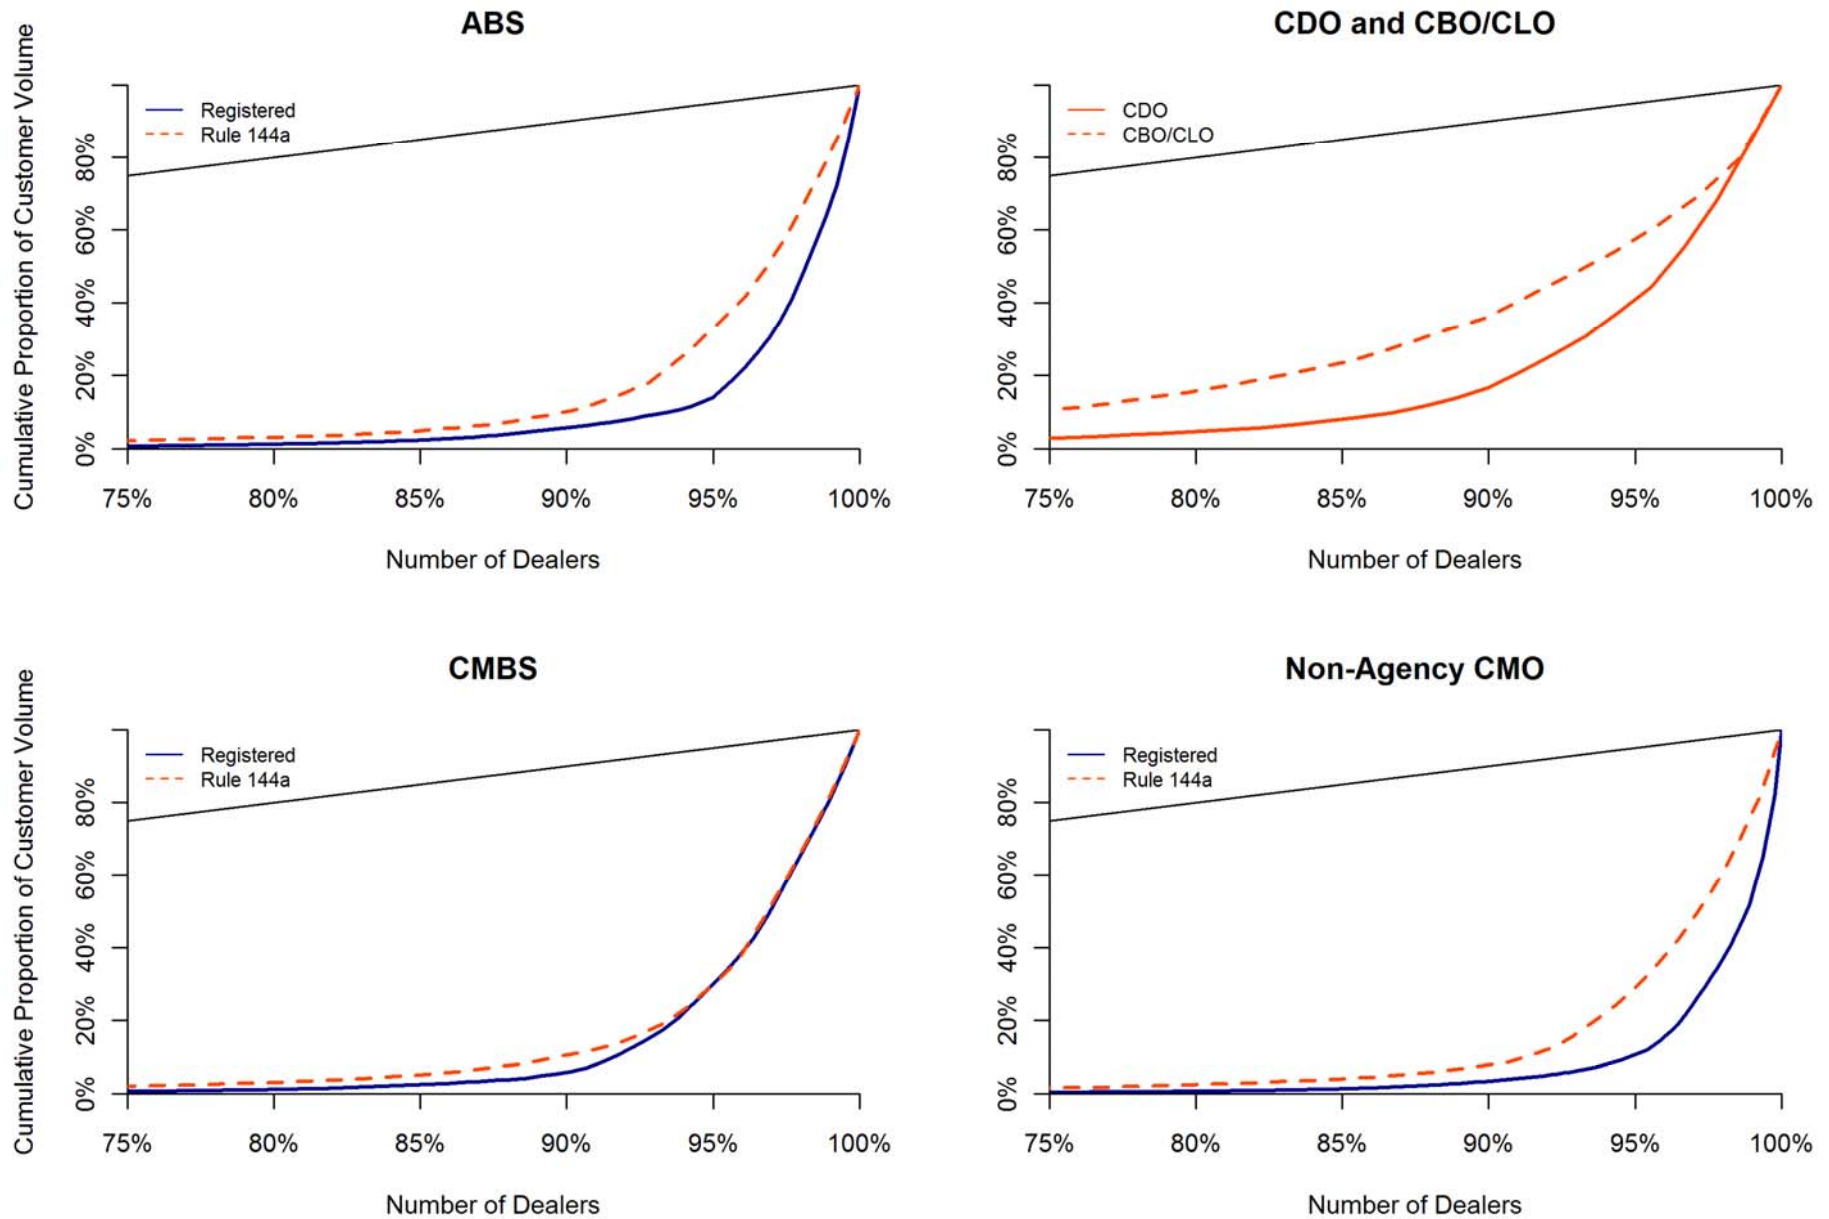 ABS
Cumulative Proportion of Customer Volume
Registered
Rule 144a
80%
60%
40%
20%
0%
75% 80% 85% 90% 95% 100%
Number of Dealers
CDO and CBO/CLO
CDO
CBO/CLO
80%
60%
40%
20%
0%
75% 80% 85% 90% 95% 100%
Number of Dealers
CMBS
Cumulative Proportion of Customer Volume
Registered
Rule 144a
80%
60%
40%
20%
0%
75% 80% 85% 90% 95% 100%
Number of Dealers
Non-Agency CMO
Registered
Rule 144a
80%
60%
40%
20%
0%
75% 80% 85% 90% 95% 100%
Number of Dealers